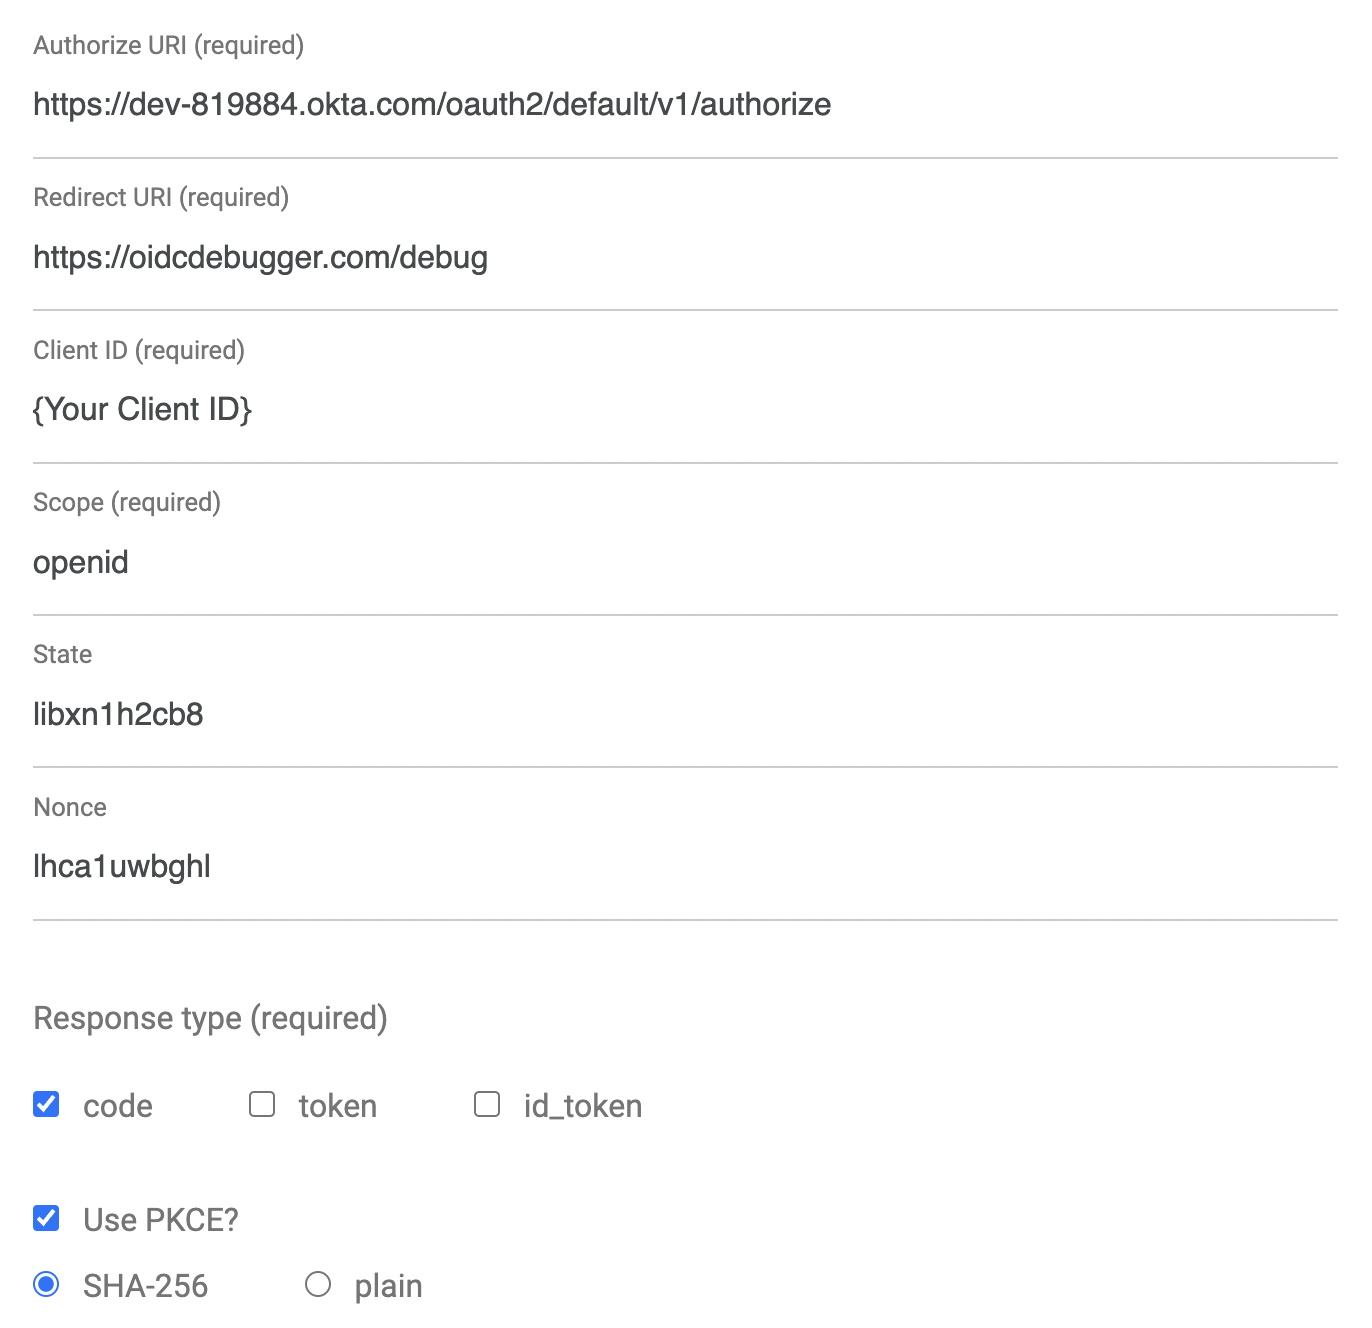 Authorize URI (required)
https://dev-819884.okta.com/oauth2/default/v1/authorize
Redirect URI (required)
https://oidcdebugger.com/debug
Client ID (required)
{Your Client ID}
Scope (required)
openid
State
libxn1h2cb8
Nonce
lhca1uwbghl
Response type (required)
code token id_token
Use PKCE?
SHA-256 plain